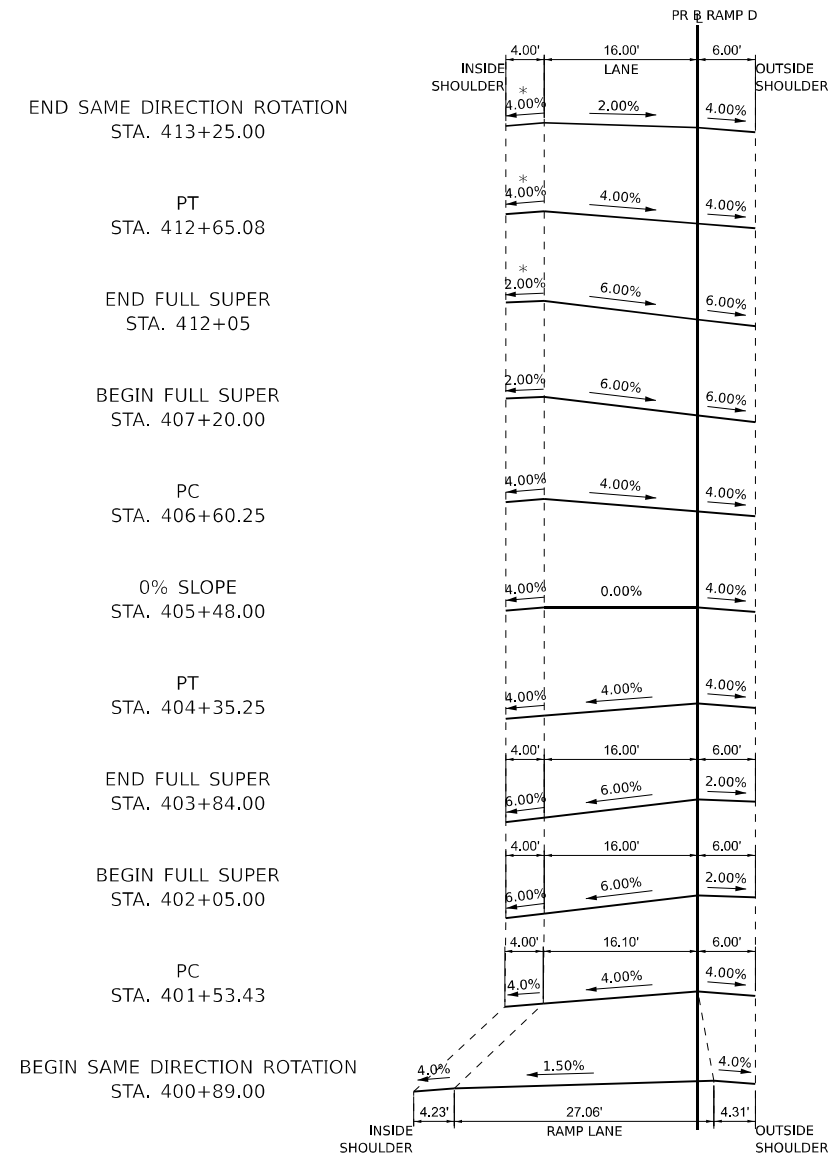 PR ℄ RAMP D
4.00' 16.00' 6.00'
INSIDE SHOULDER LANE OUTSIDE SHOULDER
END SAME DIRECTION ROTATION
STA. 413+25.00
* 4.00% 2.00% 4.00%
PT
STA. 412+65.08
* 4.00% 4.00% 4.00%
END FULL SUPER
STA. 412+05
* 2.00% 6.00% 6.00%
BEGIN FULL SUPER
STA. 407+20.00
2.00% 6.00% 6.00%
PC
STA. 406+60.25
4.00% 4.00% 4.00%
0% SLOPE
STA. 405+48.00
4.00% 0.00% 4.00%
PT
STA. 404+35.25
4.00% 4.00% 4.00%
4.00' 16.00' 6.00'
END FULL SUPER
STA. 403+84.00
6.00% 6.00% 2.00%
4.00' 16.00' 6.00'
BEGIN FULL SUPER
STA. 402+05.00
6.00% 6.00% 2.00%
4.00' 16.10' 6.00'
PC
STA. 401+53.43
4.0% 4.00% 4.00%
BEGIN SAME DIRECTION ROTATION
STA. 400+89.00
4.0% 1.50% 4.0%
4.23' 27.06' 4.31'
INSIDE SHOULDER RAMP LANE OUTSIDE SHOULDER